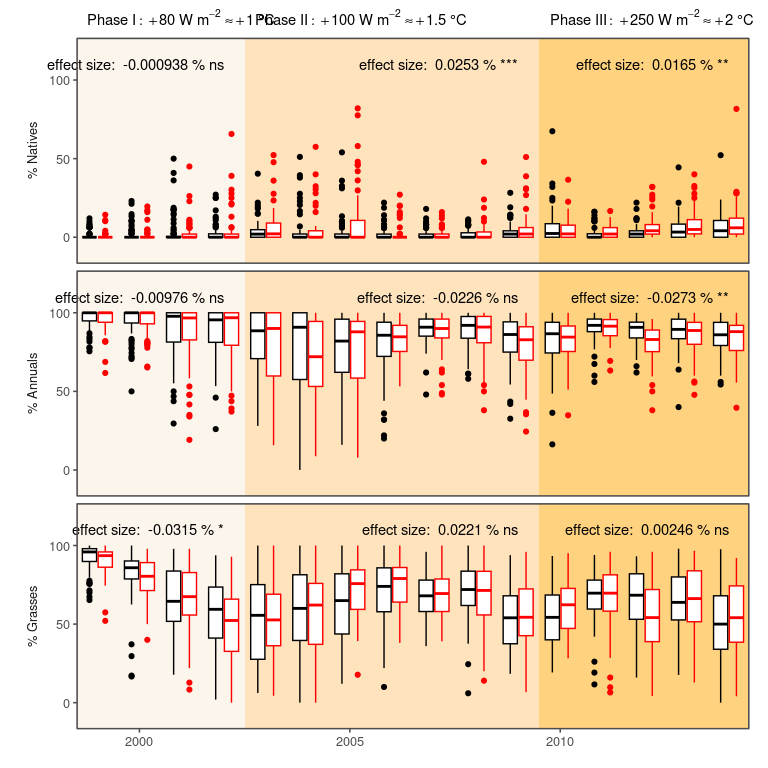 Phase I: +80 W m⁻² ≈+1 °C
Phase II: +100 W m⁻² ≈+1.5 °C
Phase III: +250 W m⁻² ≈+2 °C
effect size: -0.000938 % ns
effect size: 0.0253 % ***
effect size: 0.0165 % **
% Natives
100
50
0
effect size: -0.00976 % ns
effect size: -0.0226 % ns
effect size: -0.0273 % **
% Annuals
100
50
0
effect size: -0.0315 % *
effect size: 0.0221 % ns
effect size: 0.00246 % ns
% Grasses
100
50
0
2000
2005
2010